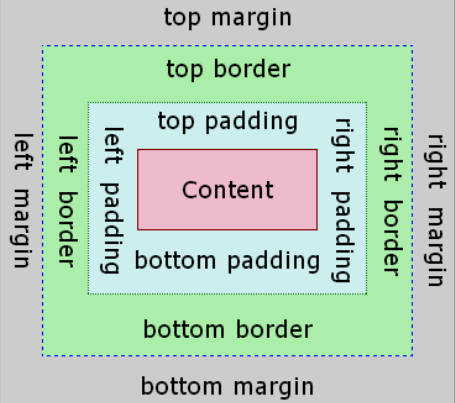 top margin
top border
top padding
left margin
left border
left padding
Content
right padding
right border
right margin
bottom padding
bottom border
bottom margin